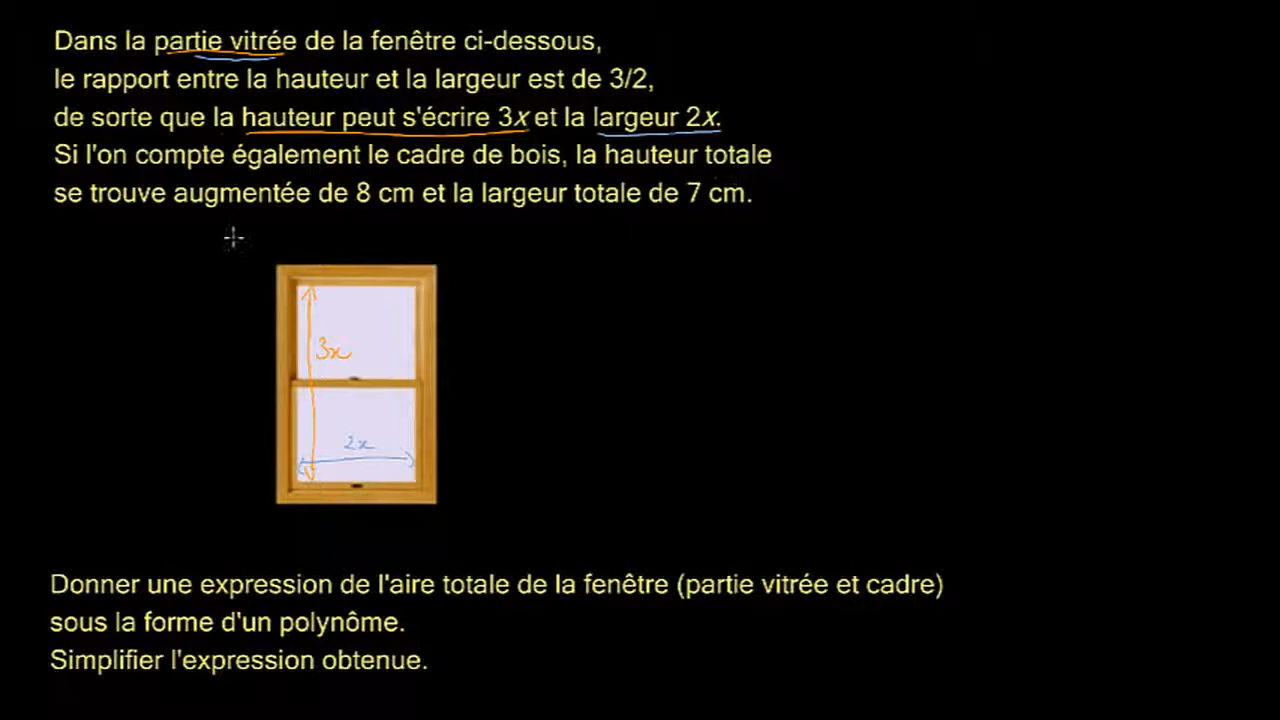 Dans la partie vitrée de la fenêtre ci-dessous,
le rapport entre la hauteur et la largeur est de 3/2,
de sorte que la hauteur peut s'écrire 3x et la largeur 2x.
Si l'on compte également le cadre de bois, la hauteur totale
se trouve augmentée de 8 cm et la largeur totale de 7 cm.
3x
2x
Donner une expression de l'aire totale de la fenêtre (partie vitrée et cadre)
sous la forme d'un polynôme.
Simplifier l'expression obtenue.